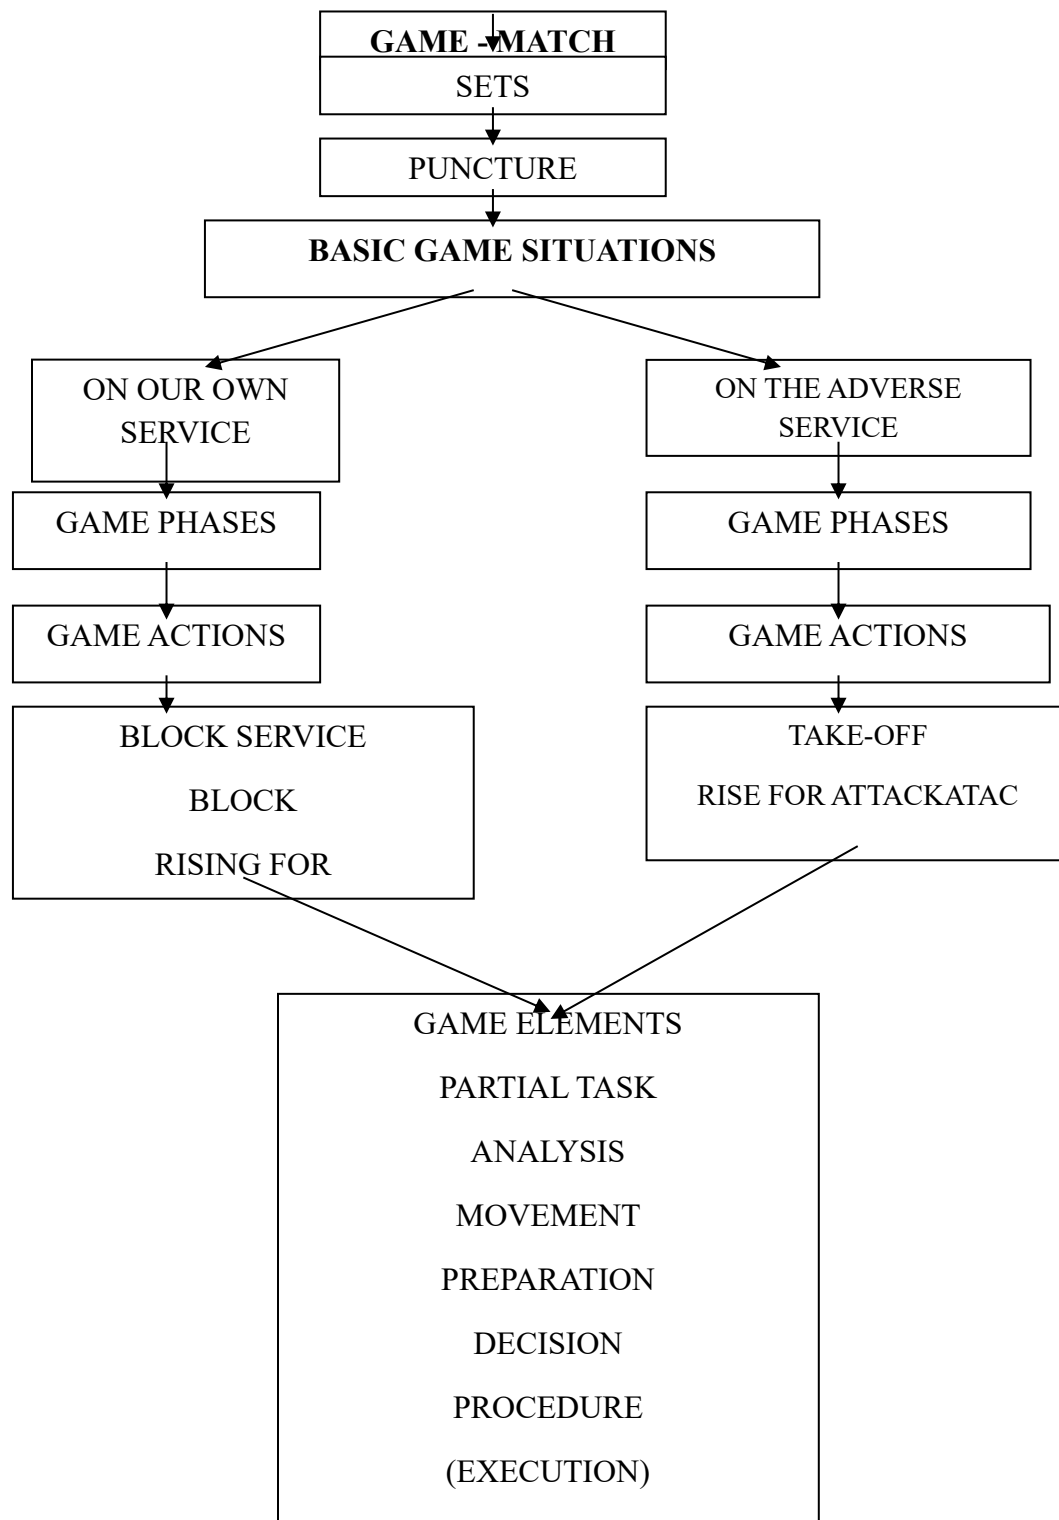 GAME - MATCH
SETS
PUNCTURE
BASIC GAME SITUATIONS
ON OUR OWN
SERVICE
ON THE ADVERSE
SERVICE
GAME PHASES
GAME PHASES
GAME ACTIONS
GAME ACTIONS
BLOCK SERVICE
BLOCK
RISING FOR
TAKE-OFF
RISE FOR ATTACKATAC
GAME ELEMENTS
PARTIAL TASK
ANALYSIS
MOVEMENT
PREPARATION
DECISION
PROCEDURE
(EXECUTION)